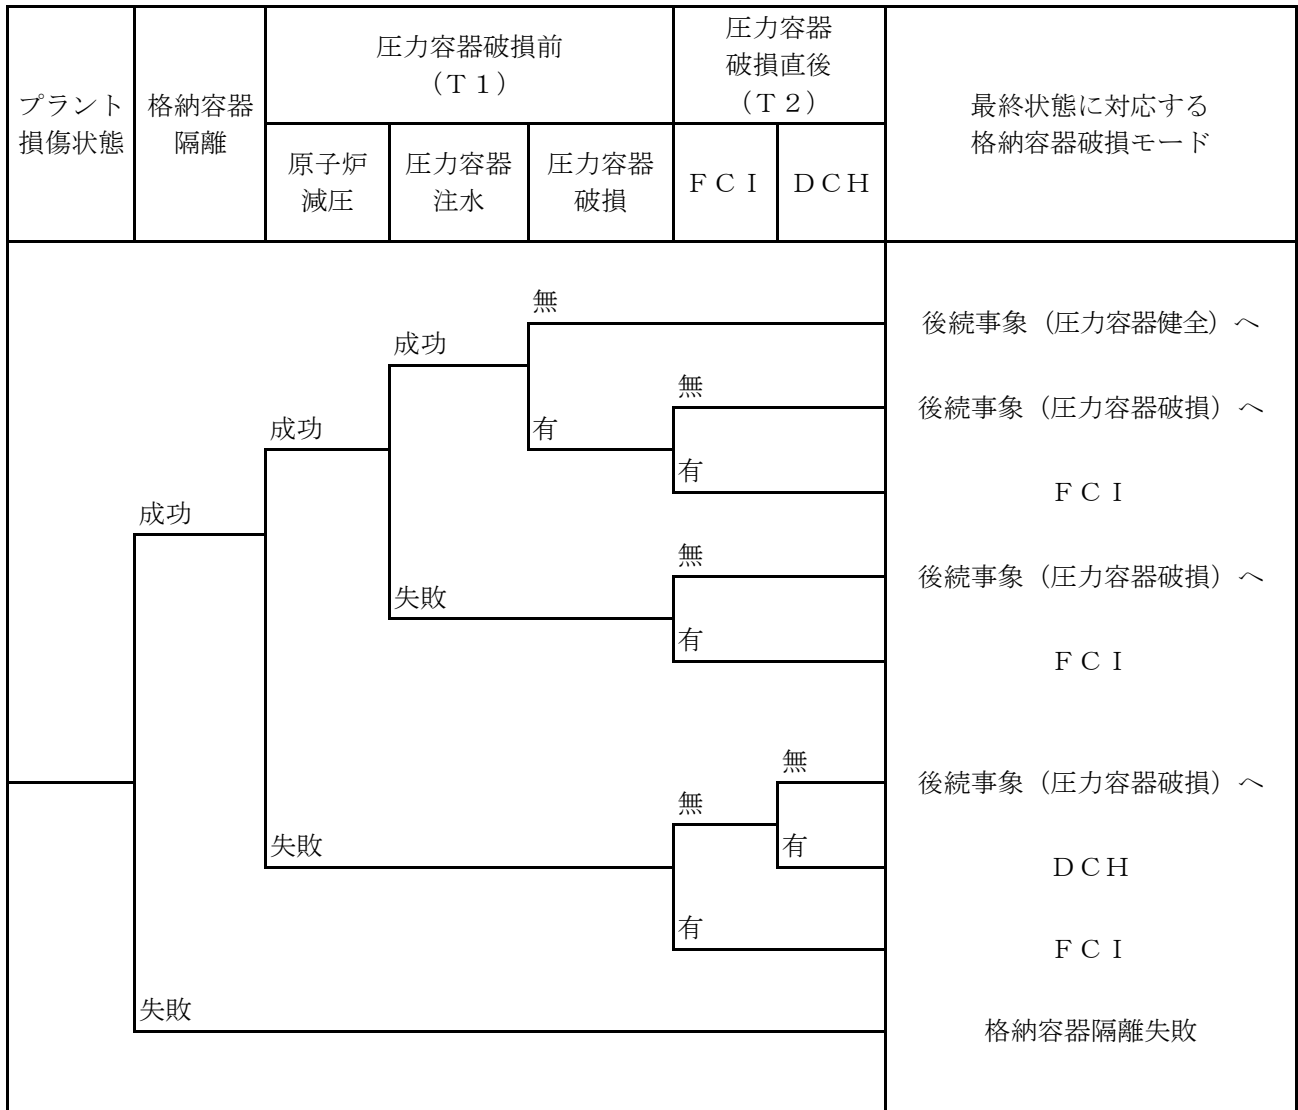 プラント
損傷状態
格納容器
隔離
圧力容器破損前
（Ｔ１）
圧力容器
破損直後
（Ｔ２）
最終状態に対応する
格納容器破損モード
原子炉
減圧
圧力容器
注水
圧力容器
破損
ＦＣＩ
ＤＣＨ
無
後続事象（圧力容器健全）へ
成功
無
後続事象（圧力容器破損）へ
成功
有
有
ＦＣＩ
成功
無
後続事象（圧力容器破損）へ
失敗
有
ＦＣＩ
無
後続事象（圧力容器破損）へ
無
失敗
有
ＤＣＨ
有
ＦＣＩ
失敗
格納容器隔離失敗